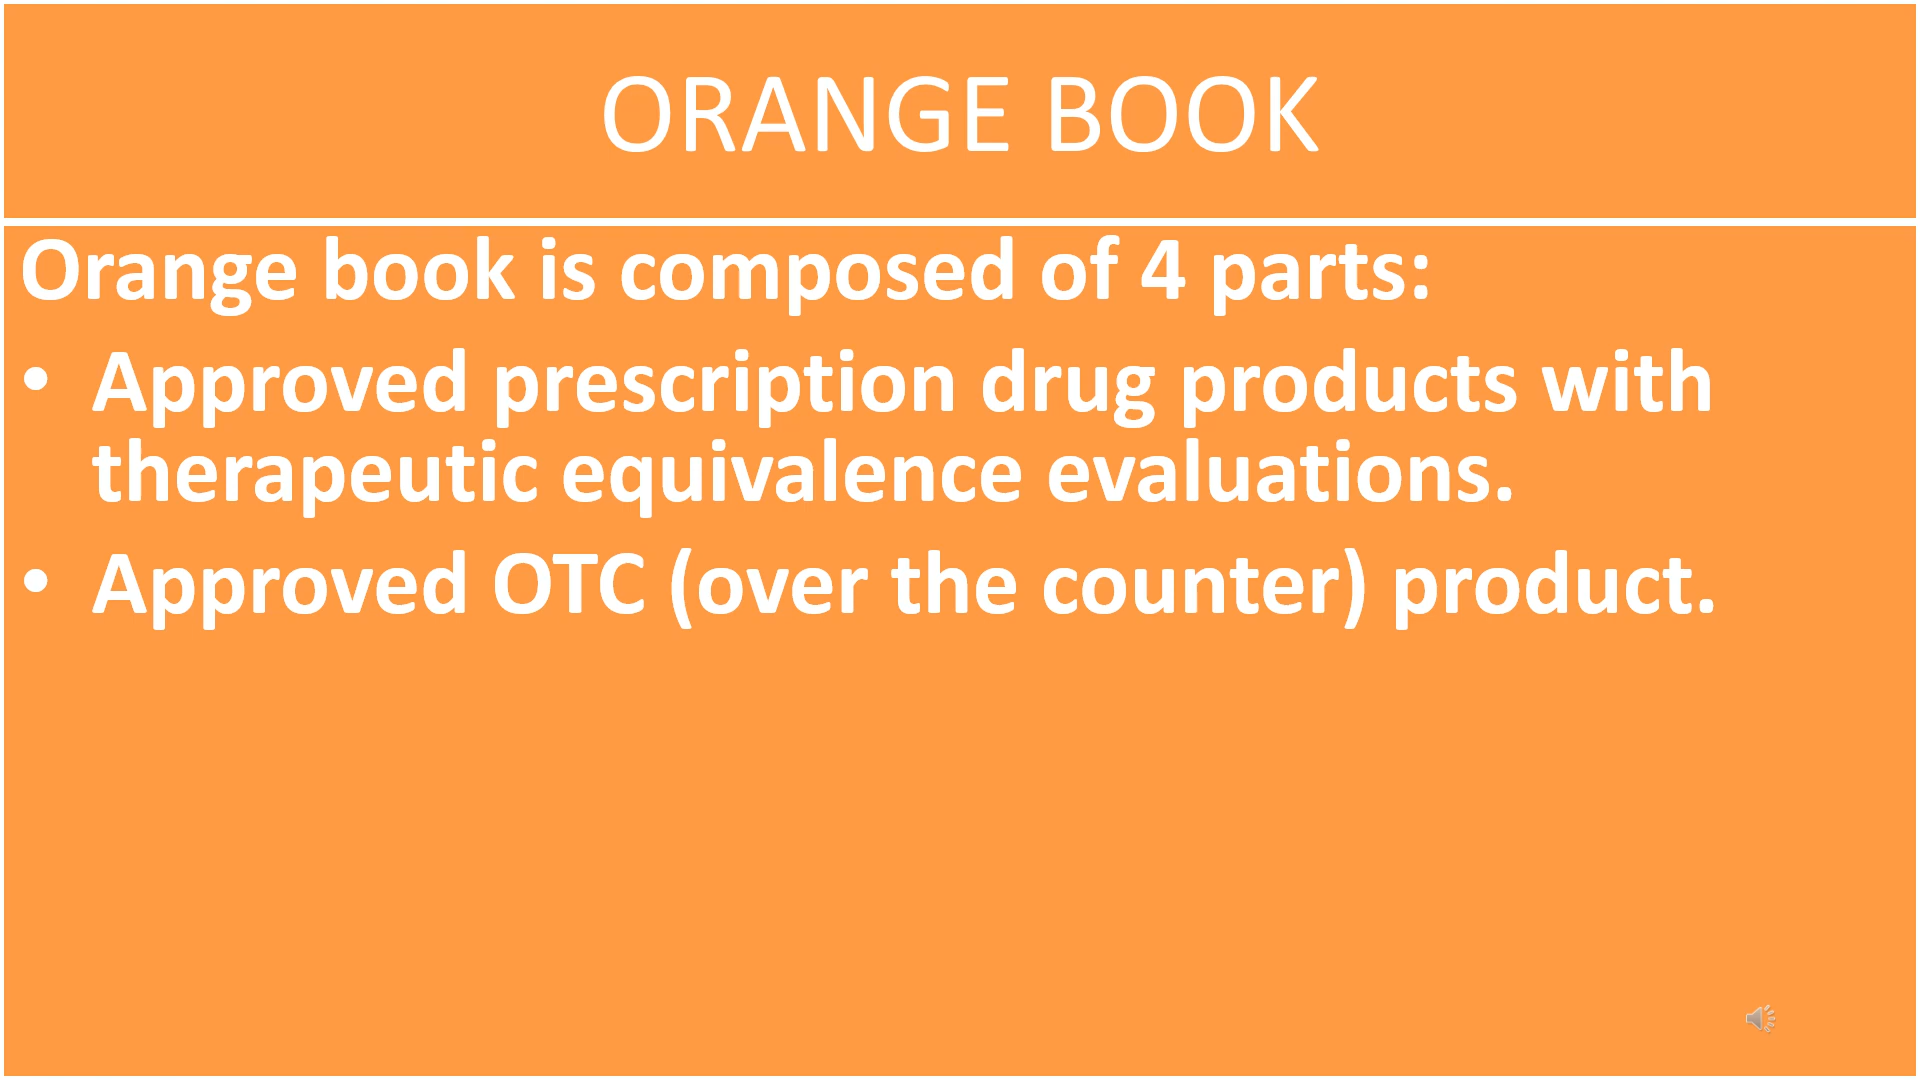 ORANGE BOOK
Orange book is composed of 4 parts:
• Approved prescription drug products with
therapeutic equivalence evaluations.
• Approved OTC (over the counter) product.